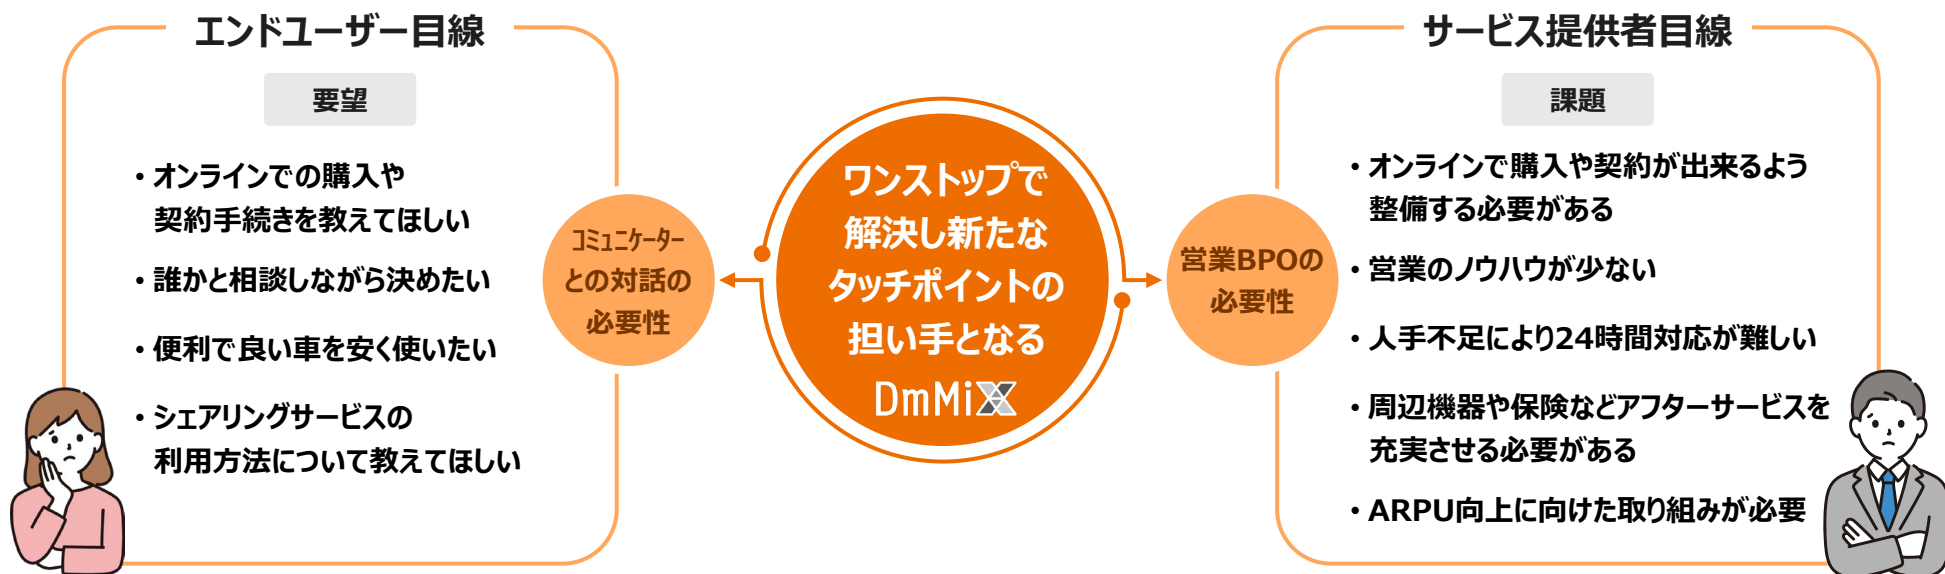 エンドユーザー目線
要望
・オンラインでの購入や
契約手続きを教えてほしい
・誰かと相談しながら決めたい
・便利で良い車を安く使いたい
・シェアリングサービスの
利用方法について教えてほしい
コミュニケーター
との対話の
必要性
ワンストップで
解決し新たな
タッチポイントの
担い手となる
DmMiX
営業BPOの
必要性
サービス提供者目線
課題
・オンラインで購入や契約が出来るよう
整備する必要がある
・営業のノウハウが少ない
・人手不足により24時間対応が難しい
・周辺機器や保険などアフターサービスを
充実させる必要がある
・ARPU向上に向けた取り組みが必要